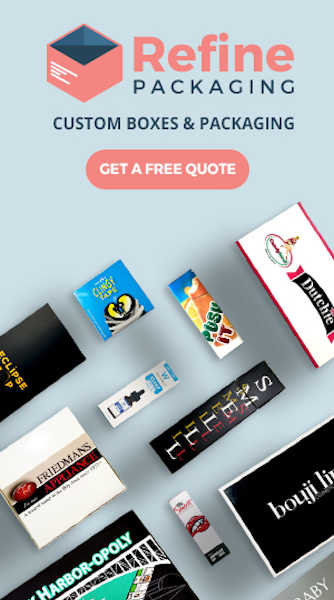 Refine
PACKAGING
CUSTOM BOXES & PACKAGING
GET A FREE QUOTE
CLINGY
TAPE
PUSH
IT
Dutchie
ECLIPSE
W
SMELL
FRIEDMANS
APPLIANCE
bouji li
HARBOR-OPOLY
BABY